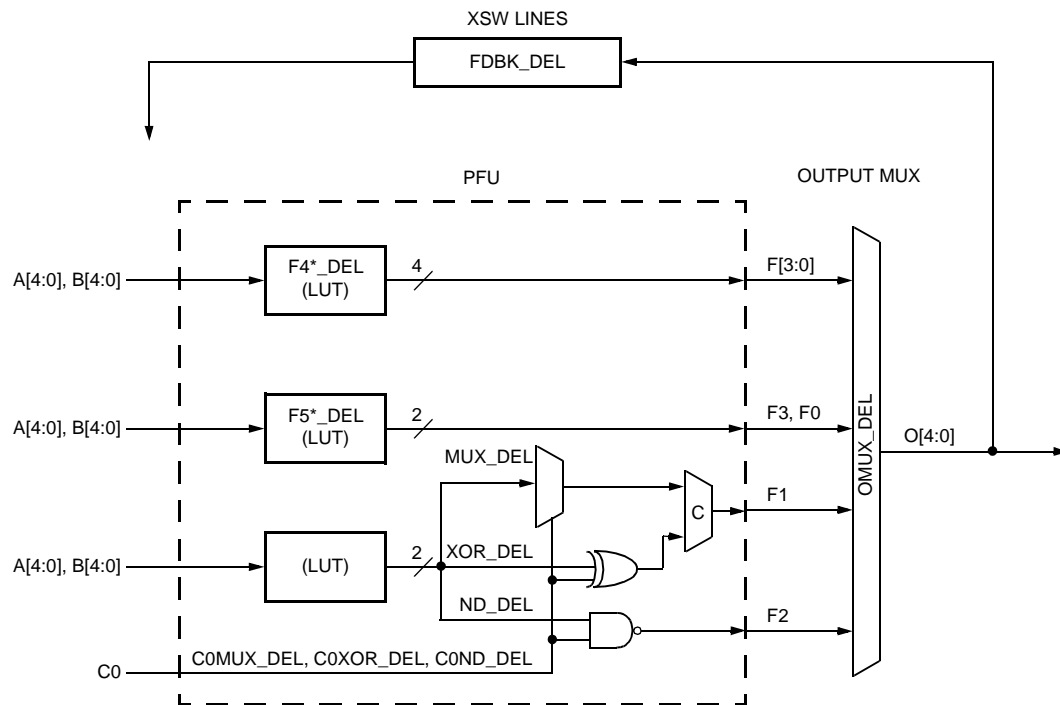 XSW LINES
FDBK_DEL
PFU
OUTPUT MUX
A[4:0], B[4:0]
F4*_DEL
(LUT)
4
F[3:0]
A[4:0], B[4:0]
F5*_DEL
(LUT)
2
F3, F0
OMUX_DEL
O[4:0]
MUX_DEL
C
F1
A[4:0], B[4:0]
(LUT)
2
XOR_DEL
ND_DEL
F2
C0
C0MUX_DEL, C0XOR_DEL, C0ND_DEL